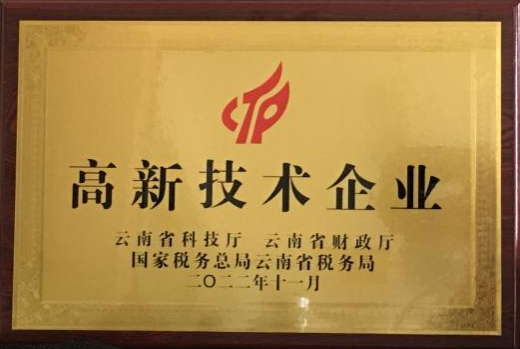 CTP
高新技术企业
云南省科技厅 云南省财政厅
国家税务总局云南省税务局
二〇二二年十一月